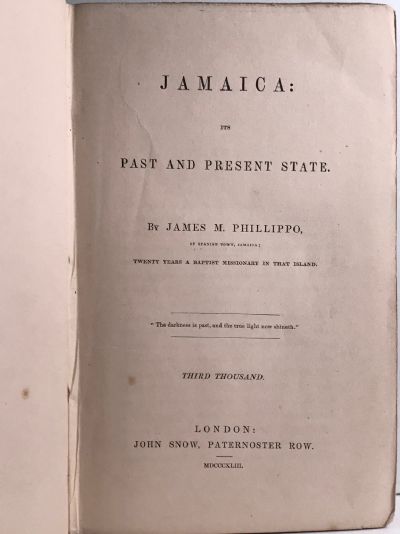 JAMAICA:
ITS
PAST AND PRESENT STATE.
By JAMES M. PHILLIPPO,
OF SPANISH TOWN, JAMAICA;
TWENTY YEARS A BAPTIST MISSIONARY IN THAT ISLAND.
"The darkness is past, and the true light now shineth."
THIRD THOUSAND.
LONDON:
JOHN SNOW, PATERNOSTER ROW.
MDCCCXLIII.